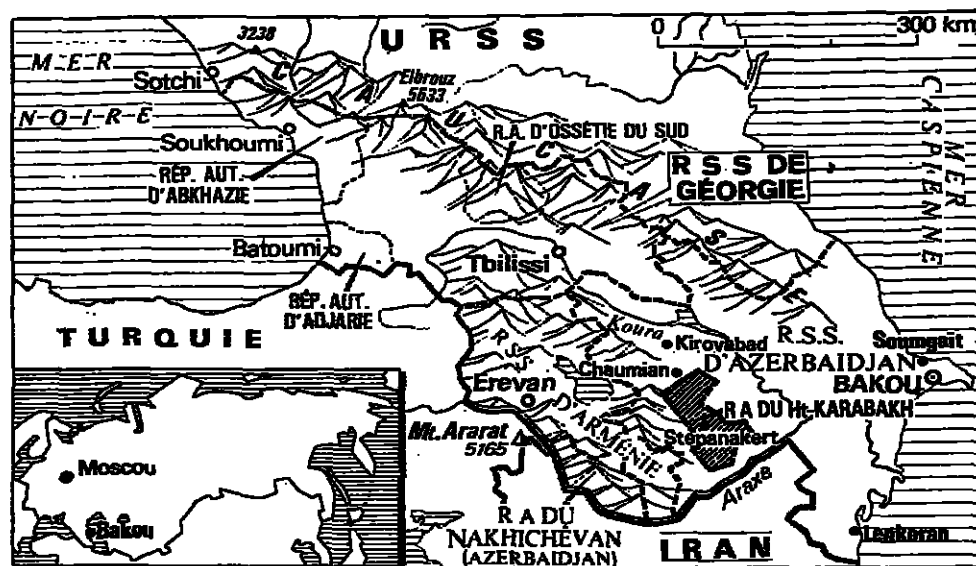 3238
U R S S
0 300 km
M-E-R
N-O-I-R-E
Sotchi
C A U C A S E
Elbrouz
5633
Soukhoumi
R.A. D'OSSÉTIE DU SUD
RÉP. AUT.
D'ABKHAZIE
R S S DE
GÉORGIE
MER
CASPIENNE
Batoumi
Tbilissi
RÉP. AUT.
D'ADJARIE
TURQUIE
Koura
Kirovabad
R.S.S.
D'AZERBAIDJAN
Soumgaït
BAKOU
Chaumian
R A DU Ht-KARABAKH
R S S
D'ARMÉNIE
Erevan
Stepanakert
Mt. Ararat
5165
Araxe
R A DU
NAKHICHÉVAN
(AZERBAIDJAN)
IRAN
Lenkoran
Moscou
Bakou